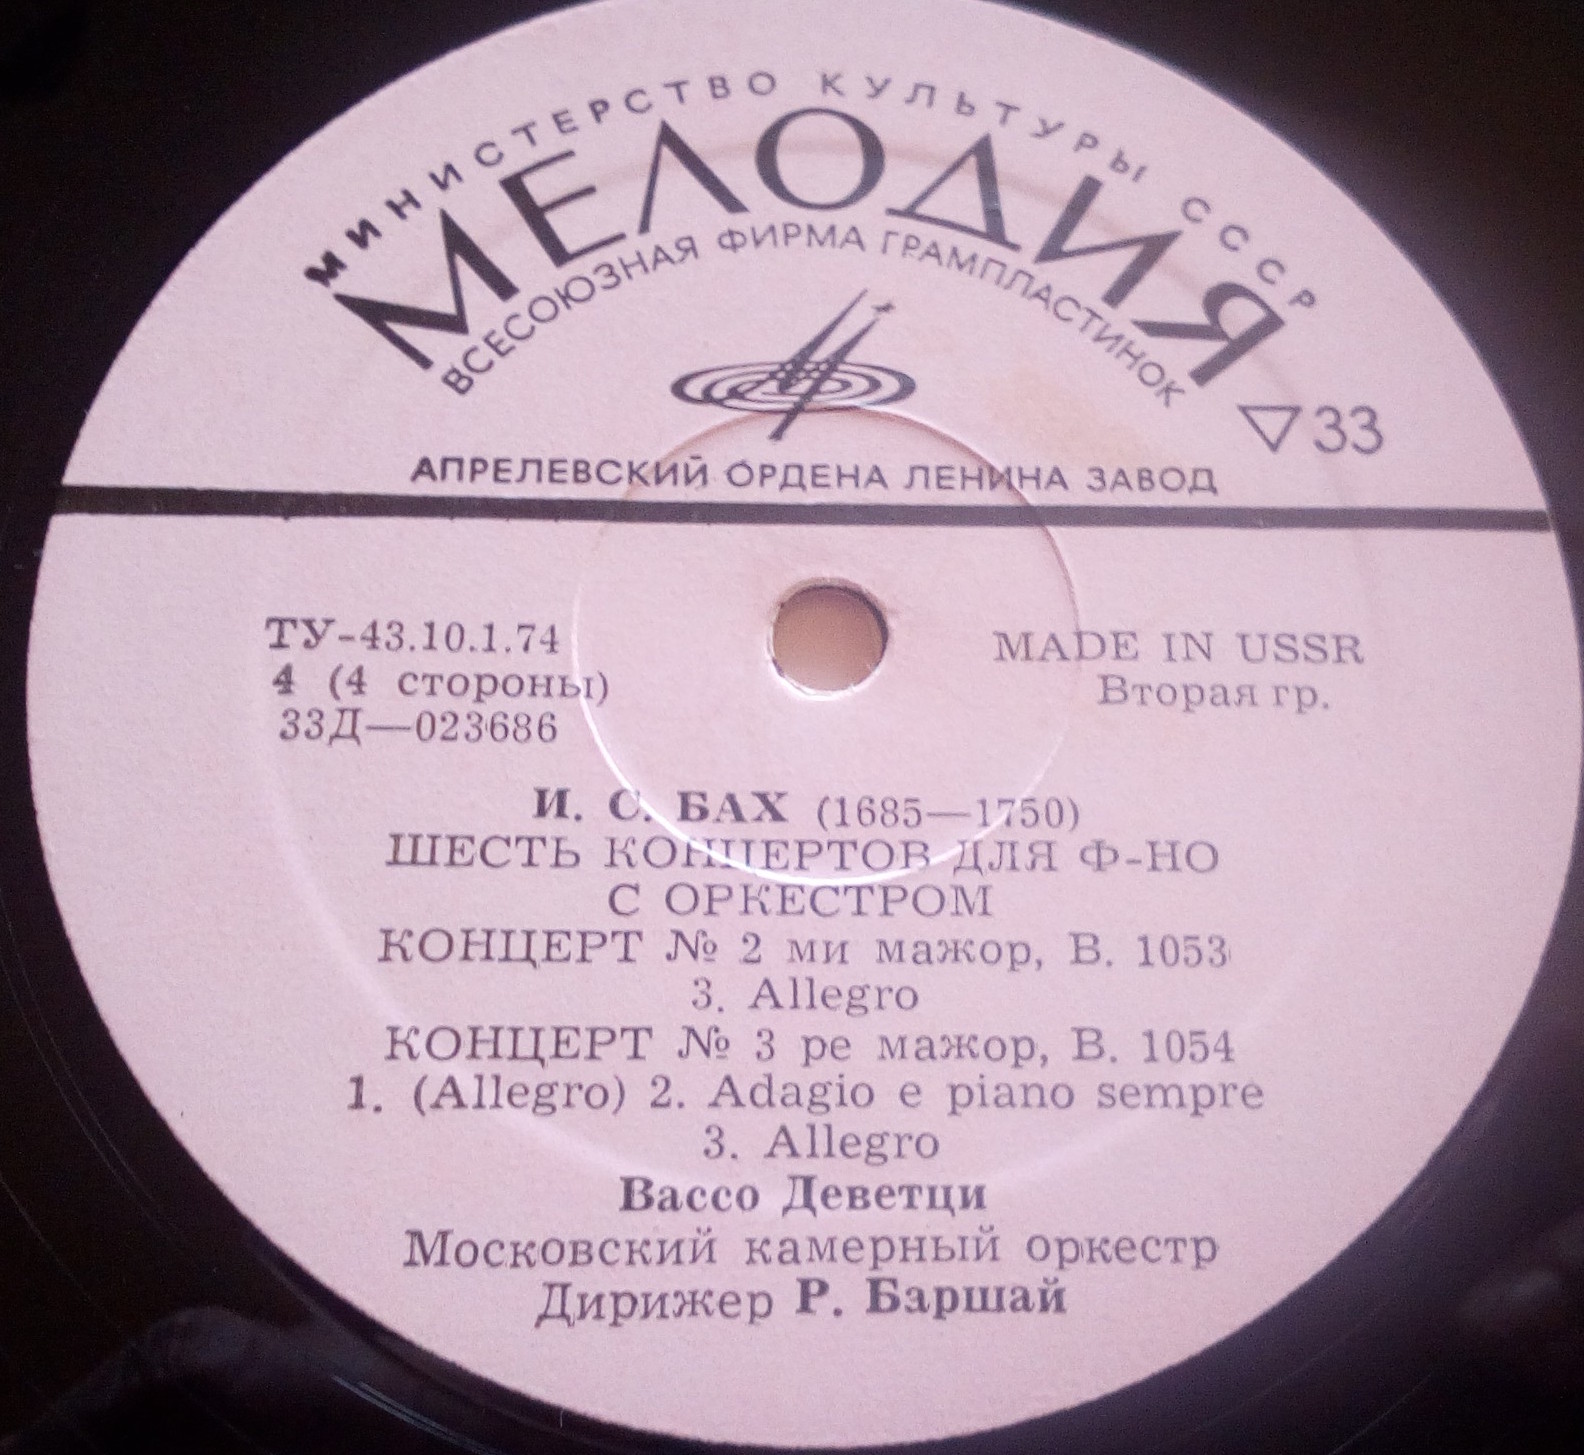 МИНИСТЕРСТВО КУЛЬТУРЫ СССР
МЕЛОДИЯ
ВСЕСОЮЗНАЯ ФИРМА ГРАМПЛАСТИНОК
▽33
АПРЕЛЕВСКИЙ ОРДЕНА ЛЕНИНА ЗАВОД
ТУ-43.10.1.74
4 (4 стороны)
33Д—023686
MADE IN USSR
Вторая гр.
И. С. БАХ (1685—1750)
ШЕСТЬ КОНЦЕРТОВ ДЛЯ Ф-НО
С ОРКЕСТРОМ
КОНЦЕРТ № 2 ми мажор, В. 1053
3. Allegro
КОНЦЕРТ № 3 ре мажор, В. 1054
1. (Allegro) 2. Adagio e piano sempre
3. Allegro
Вассо Деветци
Московский камерный оркестр
Дирижер Р. Баршай